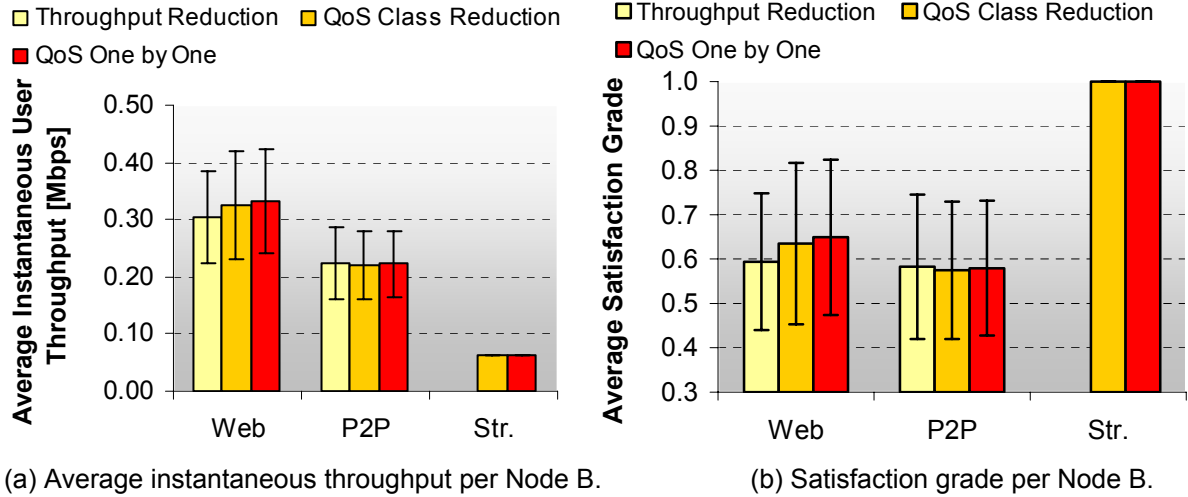 Throughput Reduction QoS Class Reduction
QoS One by One
Average Instantaneous User
Throughput [Mbps]
0.50
0.40
0.30
0.20
0.10
0.00
Web P2P Str.
(a) Average instantaneous throughput per Node B.
Throughput Reduction QoS Class Reduction
QoS One by One
Average Satisfaction Grade
1.0
0.9
0.8
0.7
0.6
0.5
0.4
0.3
Web P2P Str.
(b) Satisfaction grade per Node B.